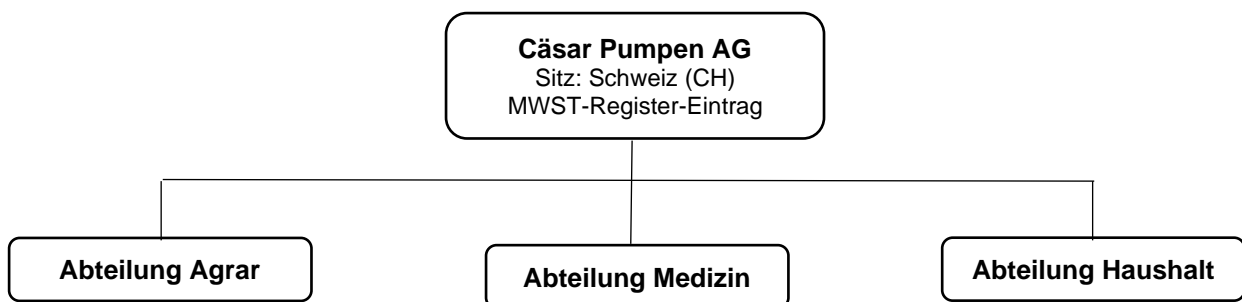 Cäsar Pumpen AG
Sitz: Schweiz (CH)
MWST-Register-Eintrag
Abteilung Agrar
Abteilung Medizin
Abteilung Haushalt